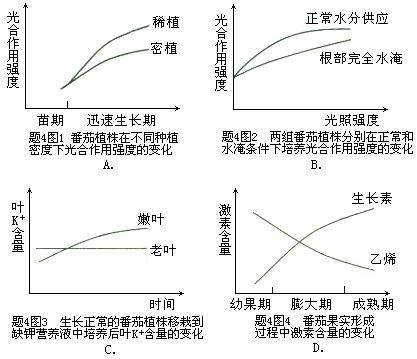 光合作用强度
稀植
密植
苗期
迅速生长期
题4图1 番茄植株在不同种植
密度下光合作用强度的变化
A.
光合作用强度
正常水分供应
根部完全水淹
光照强度
题4图2 两组番茄植株分别在正常和
水淹条件下培养光合作用强度的变化
B.
叶K⁺含量
嫩叶
老叶
时间
题4图3 生长正常的番茄植株移栽到
缺钾营养液中培养后叶K⁺含量的变化
C.
激素含量
生长素
乙烯
幼果期
膨大期
成熟期
题4图4 番茄果实形成
过程中激素含量的变化
D.